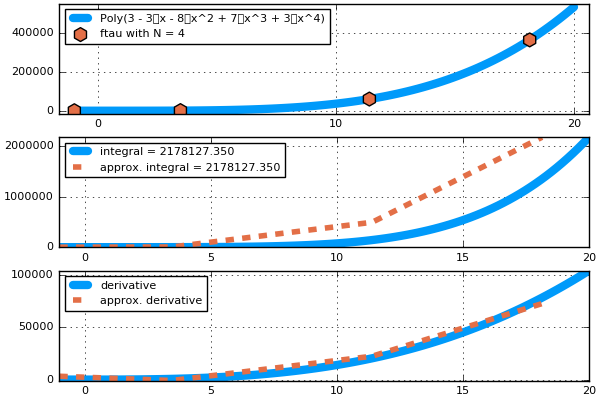 Poly(3 - 3▯x - 8▯x^2 + 7▯x^3 + 3▯x^4)
ftau with N = 4
400000
200000
0
0 10 20
integral = 2178127.350
approx. integral = 2178127.350
2000000
1000000
0
0 5 10 15 20
derivative
approx. derivative
100000
50000
0
0 5 10 15 20